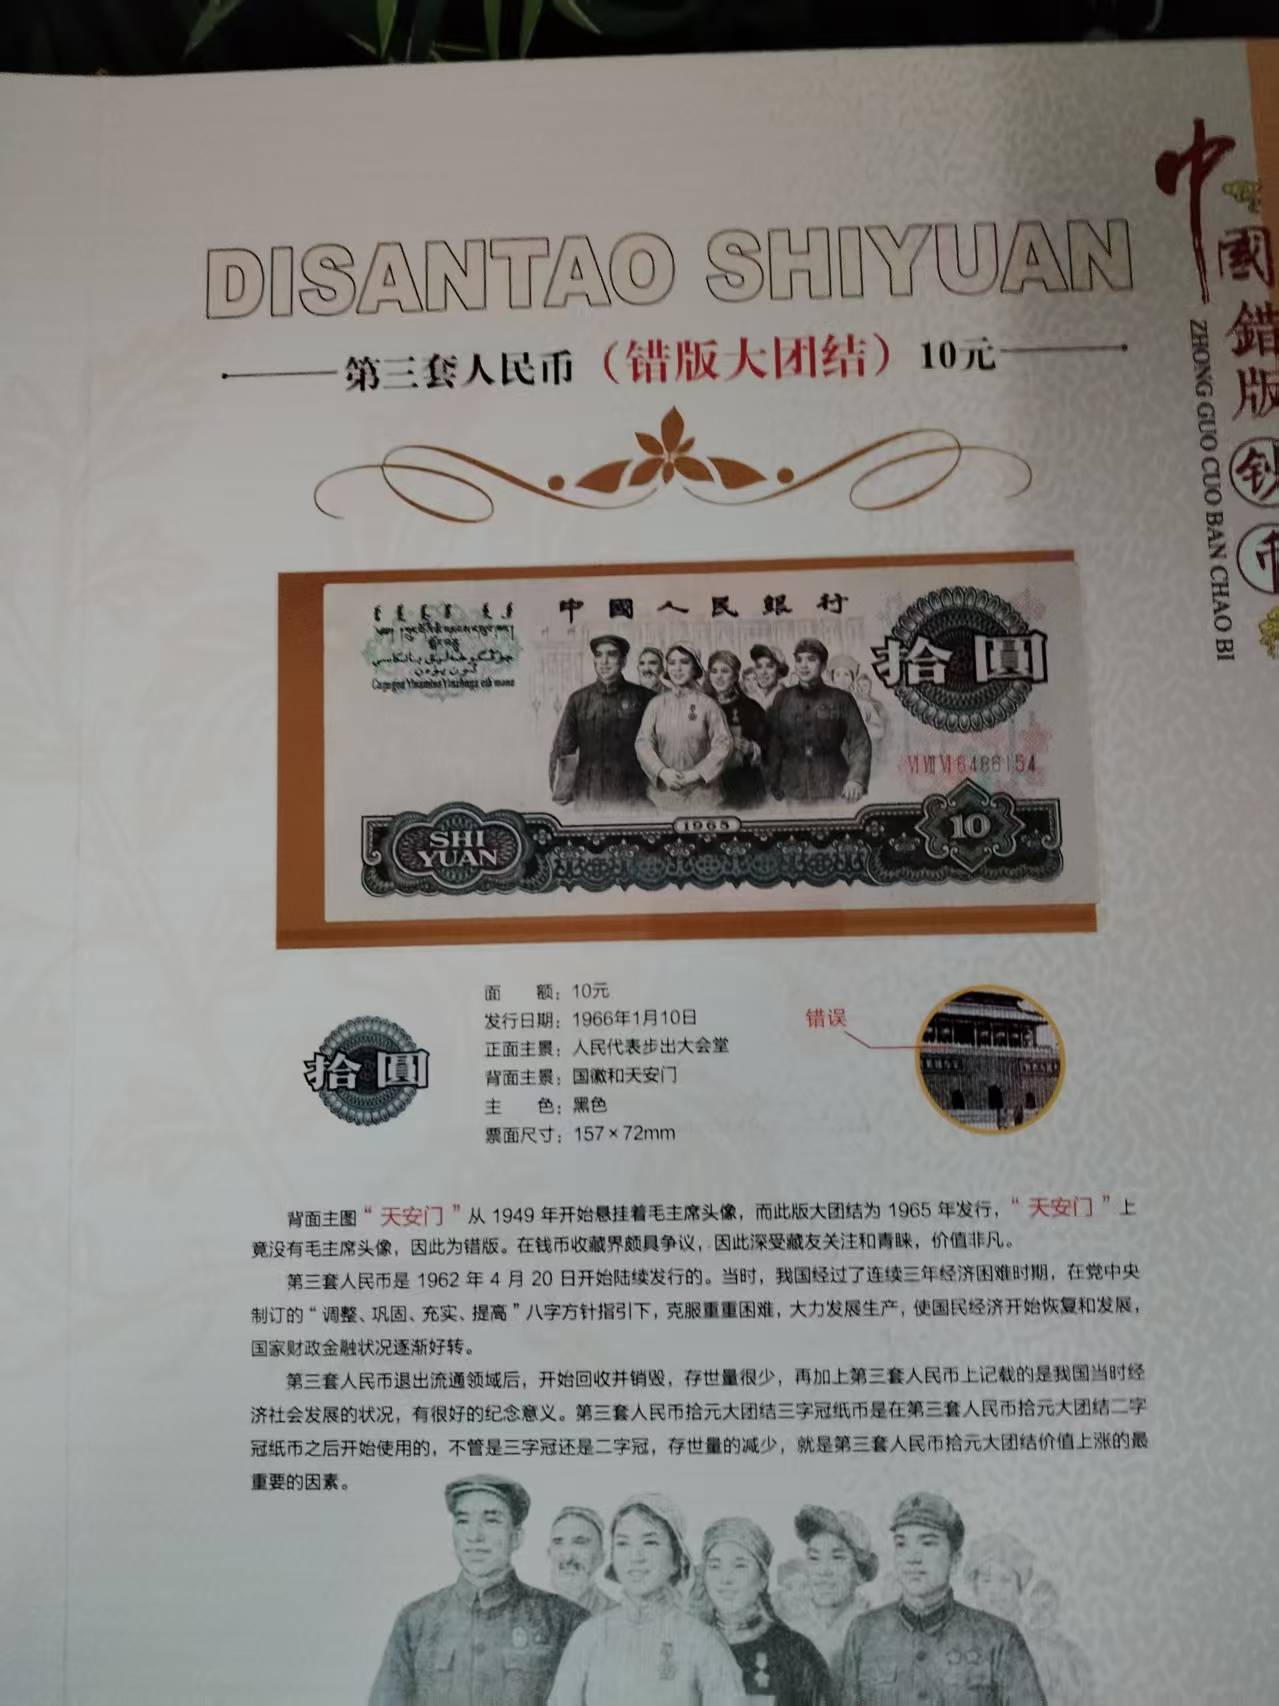 DISANTAO SHIYUAN
第三套人民币（错版大团结）10元
中國錯版钞币
ZHONG GUO CUO BAN CHAO BI
中國人民銀行
拾圓
ⅥⅦⅥ6486154
1965
SHI
YUAN
10
拾圓
面 额：10元
发行日期：1966年1月10日
正面主景：人民代表步出大会堂
背面主景：国徽和天安门
主 色：黑色
票面尺寸：157×72mm
错误
背面主图“天安门”从 1949 年开始悬挂着毛主席头像，而此版大团结为 1965 年发行，“天安门”上
竟没有毛主席头像，因此为错版。在钱币收藏界颇具争议，因此深受藏友关注和青睐，价值非凡。
第三套人民币是 1962 年 4 月 20 日开始陆续发行的。当时，我国经过了连续三年经济困难时期，在党中央
制订的“调整、巩固、充实、提高”八字方针指引下，克服重重困难，大力发展生产，使国民经济开始恢复和发展，
国家财政金融状况逐渐好转。
第三套人民币退出流通领域后，开始回收并销毁，存世量很少，再加上第三套人民币上记载的是我国当时经
济社会发展的状况，有很好的纪念意义。第三套人民币拾元大团结三字冠纸币是在第三套人民币拾元大团结二字
冠纸币之后开始使用的，不管是三字冠还是二字冠，存世量的减少，就是第三套人民币拾元大团结价值上涨的最
重要的因素。